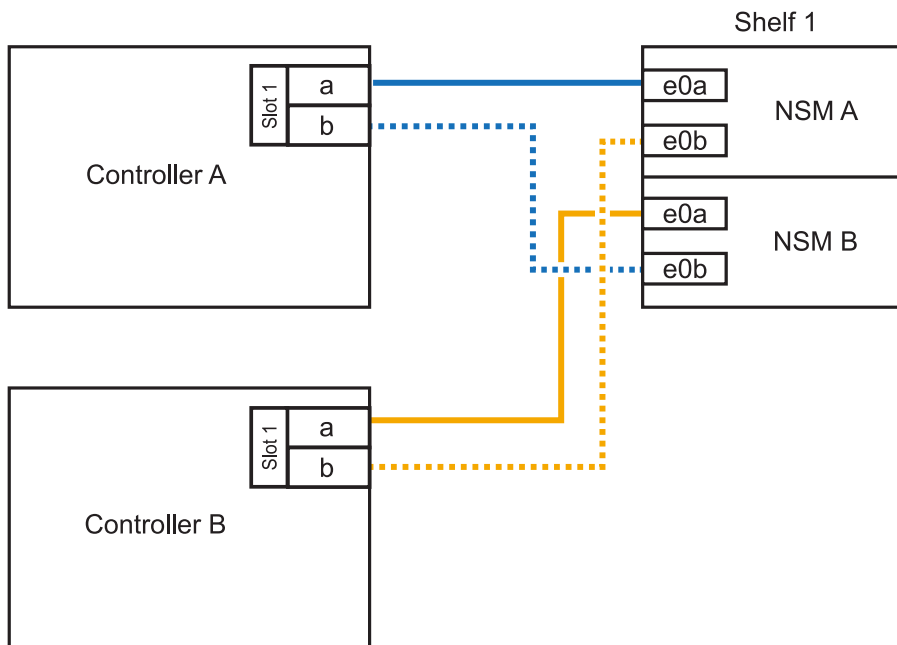 Shelf 1
Slot 1
a
b
Controller A
e0a
e0b
NSM A
e0a
e0b
NSM B
Slot 1
a
b
Controller B